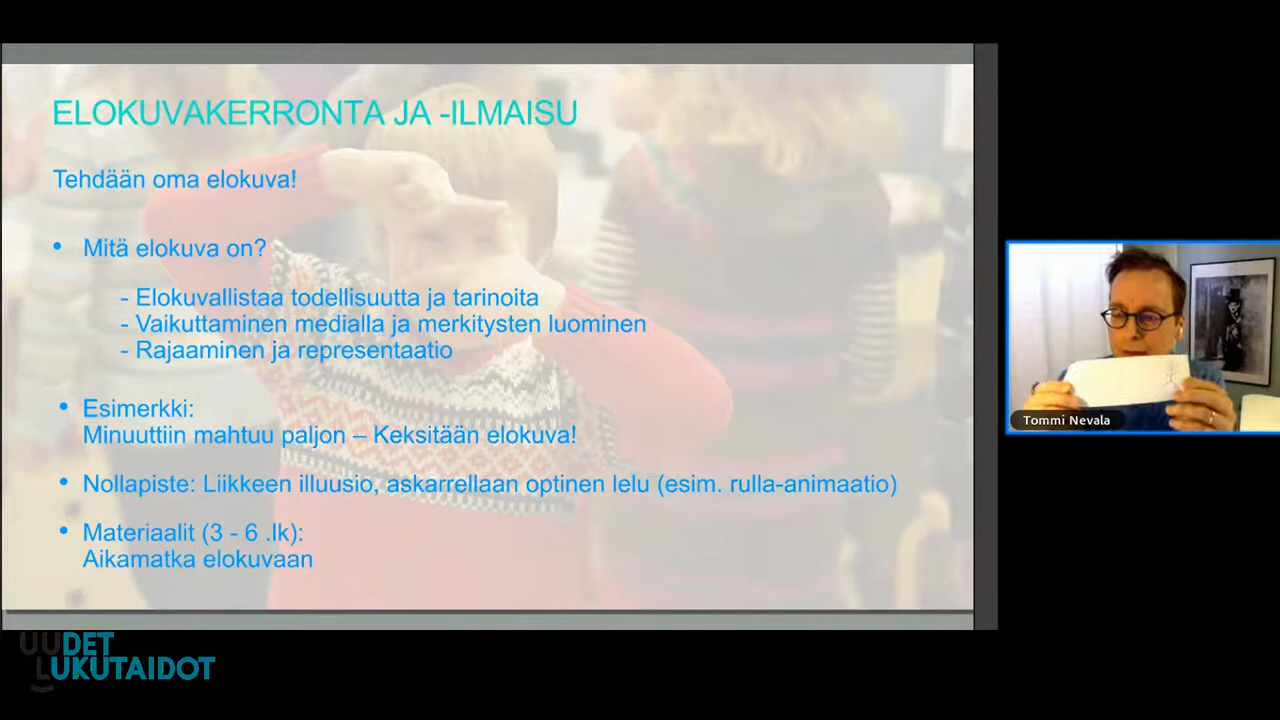 ELOKUVAKERRONTA JA -ILMAISU
Tehdään oma elokuva!
• Mitä elokuva on?
- Elokuvallistaa todellisuutta ja tarinoita
- Vaikuttaminen medialla ja merkitysten luominen
- Rajaaminen ja representaatio
• Esimerkki:
Minuuttiin mahtuu paljon – Keksitään elokuva!
• Nollapiste: Liikkeen illuusio, askarrellaan optinen lelu (esim. rulla-animaatio)
• Materiaalit (3 - 6 .lk):
Aikamatka elokuvaan
Tommi Nevala
UUDET
LUKUTAIDOT